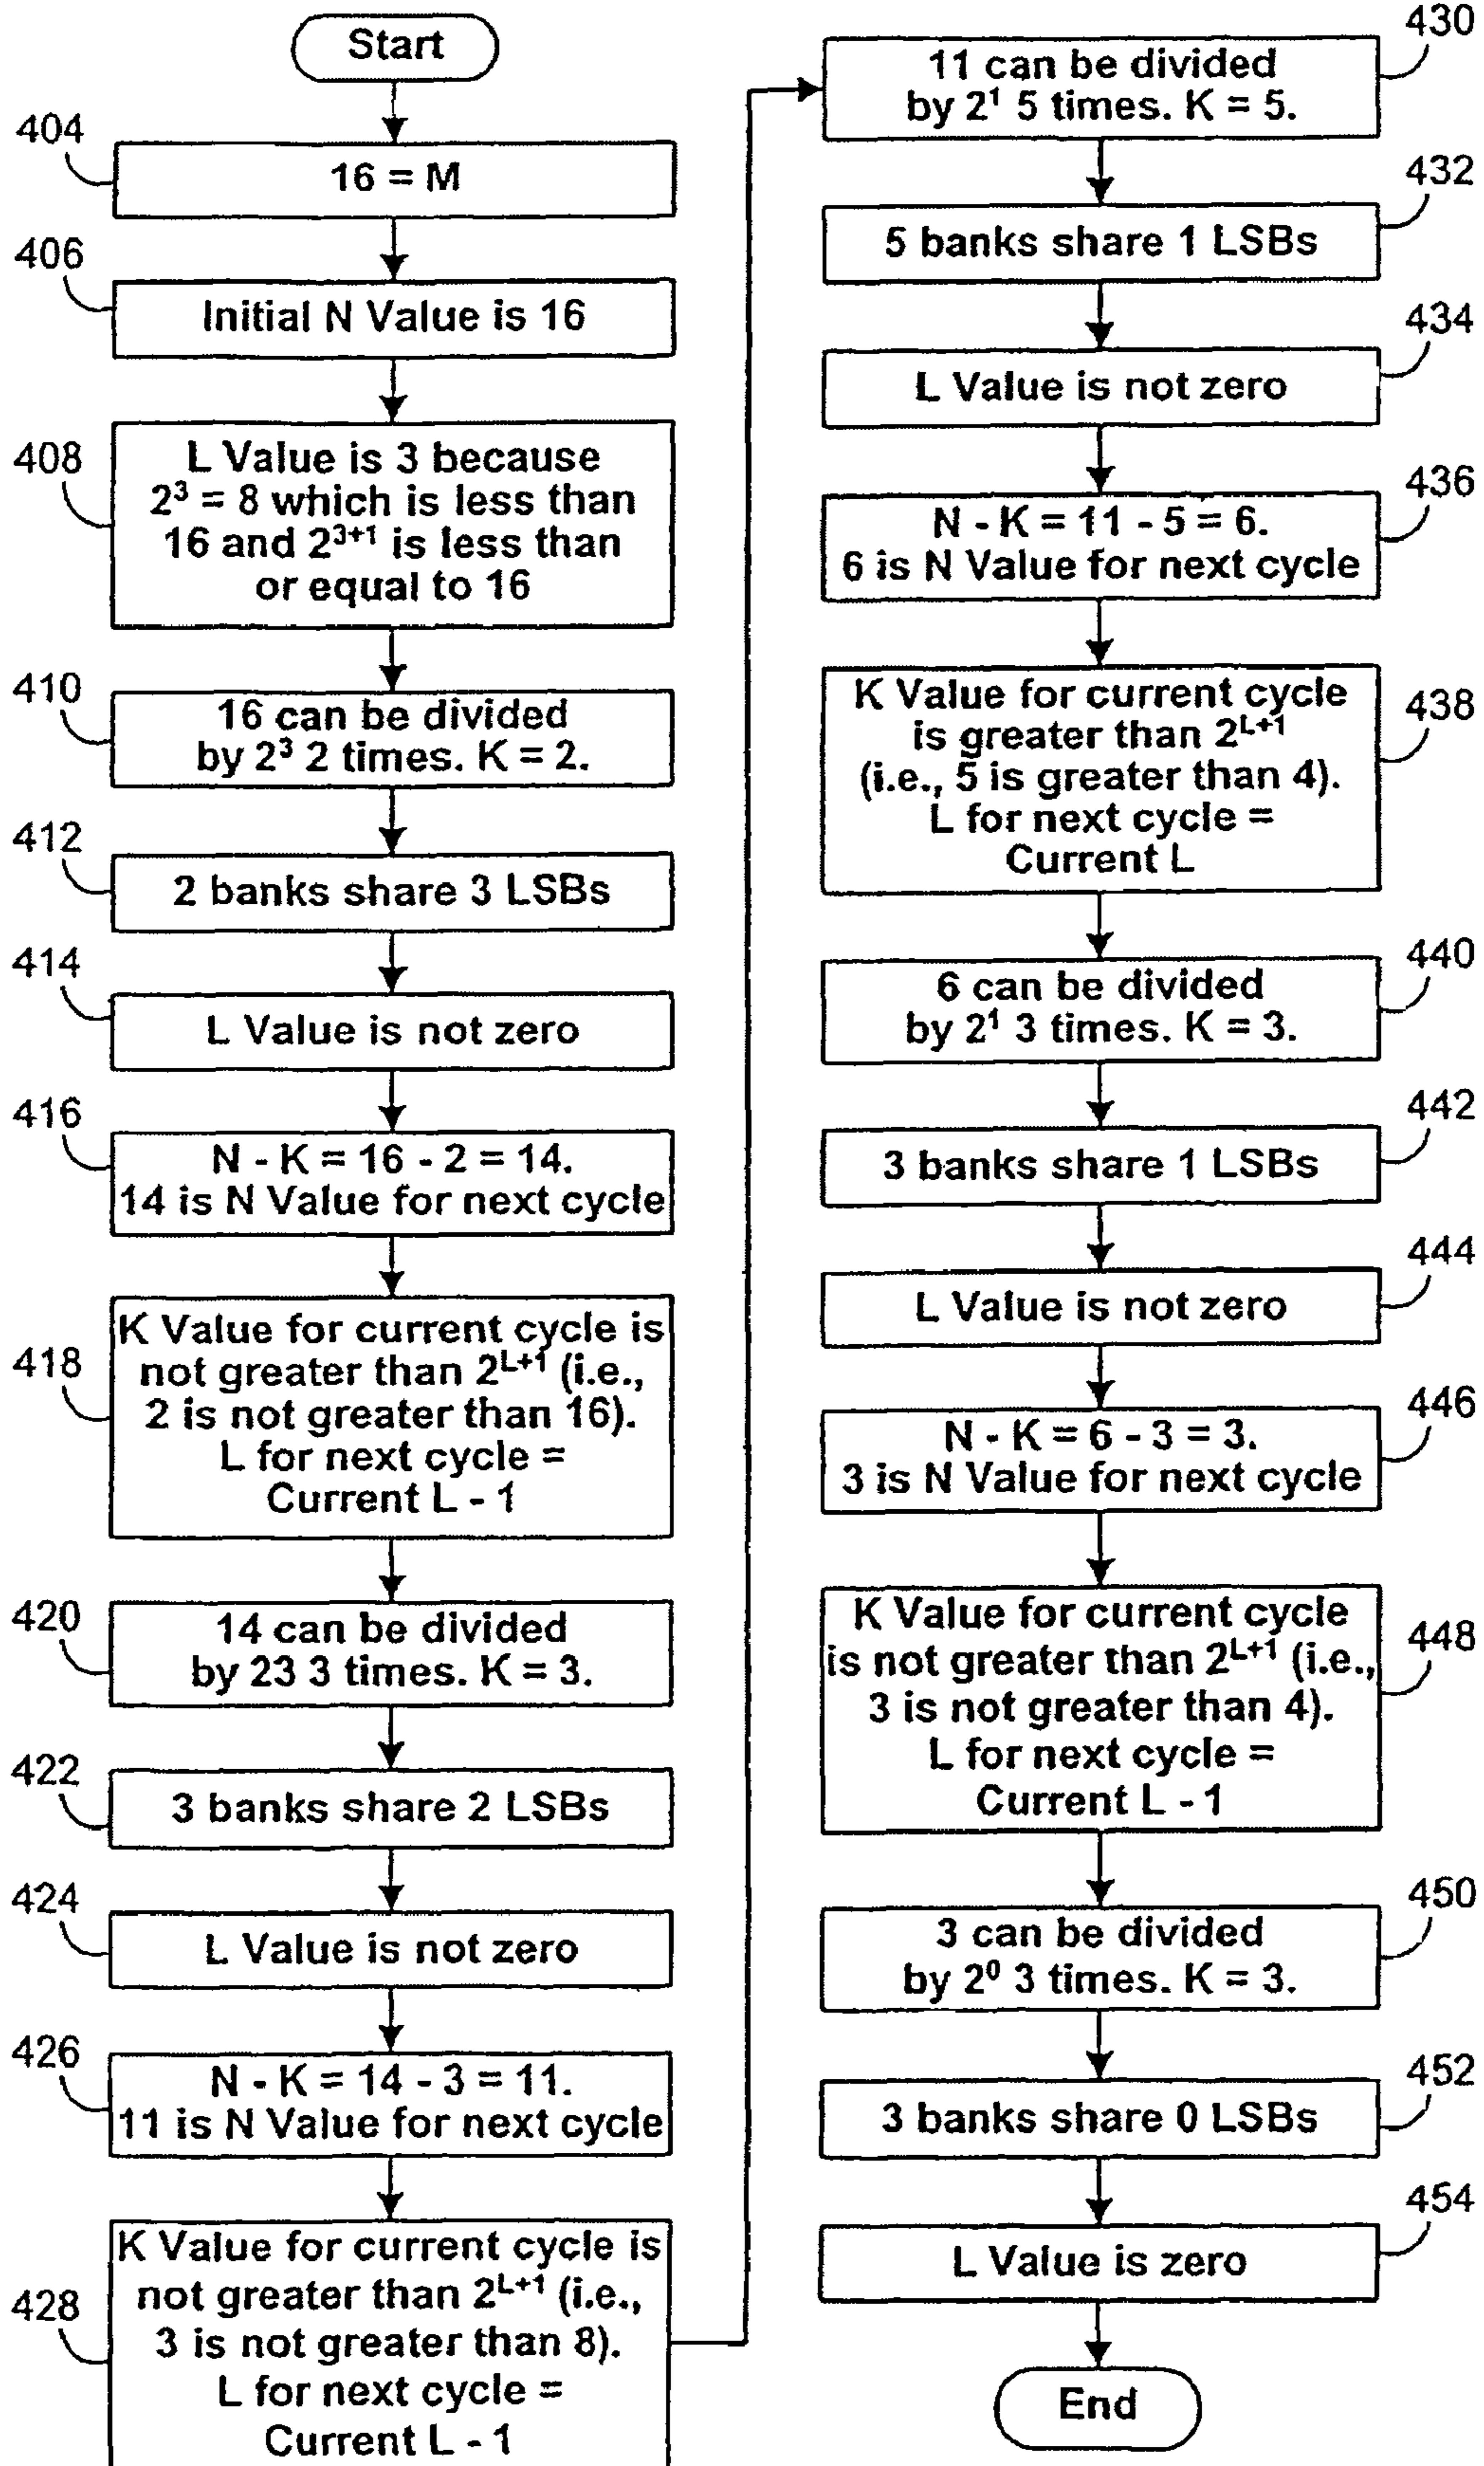 Start
404
16 = M
406
Initial N Value is 16
408
L Value is 3 because
2³ = 8 which is less than
16 and 2³⁺¹ is less than
or equal to 16
410
16 can be divided
by 2³ 2 times. K = 2.
412
2 banks share 3 LSBs
414
L Value is not zero
416
N - K = 16 - 2 = 14.
14 is N Value for next cycle
418
K Value for current cycle is
not greater than 2ᴸ⁺¹ (i.e.,
2 is not greater than 16).
L for next cycle =
Current L - 1
420
14 can be divided
by 23 3 times. K = 3.
422
3 banks share 2 LSBs
424
L Value is not zero
426
N - K = 14 - 3 = 11.
11 is N Value for next cycle
428
K Value for current cycle is
not greater than 2ᴸ⁺¹ (i.e.,
3 is not greater than 8).
L for next cycle =
Current L - 1
430
11 can be divided
by 2¹ 5 times. K = 5.
432
5 banks share 1 LSBs
434
L Value is not zero
436
N - K = 11 - 5 = 6.
6 is N Value for next cycle
438
K Value for current cycle
is greater than 2ᴸ⁺¹
(i.e., 5 is greater than 4).
L for next cycle =
Current L
440
6 can be divided
by 2¹ 3 times. K = 3.
442
3 banks share 1 LSBs
444
L Value is not zero
446
N - K = 6 - 3 = 3.
3 is N Value for next cycle
448
K Value for current cycle
is not greater than 2ᴸ⁺¹ (i.e.,
3 is not greater than 4).
L for next cycle =
Current L - 1
450
3 can be divided
by 2⁰ 3 times. K = 3.
452
3 banks share 0 LSBs
454
L Value is zero
End